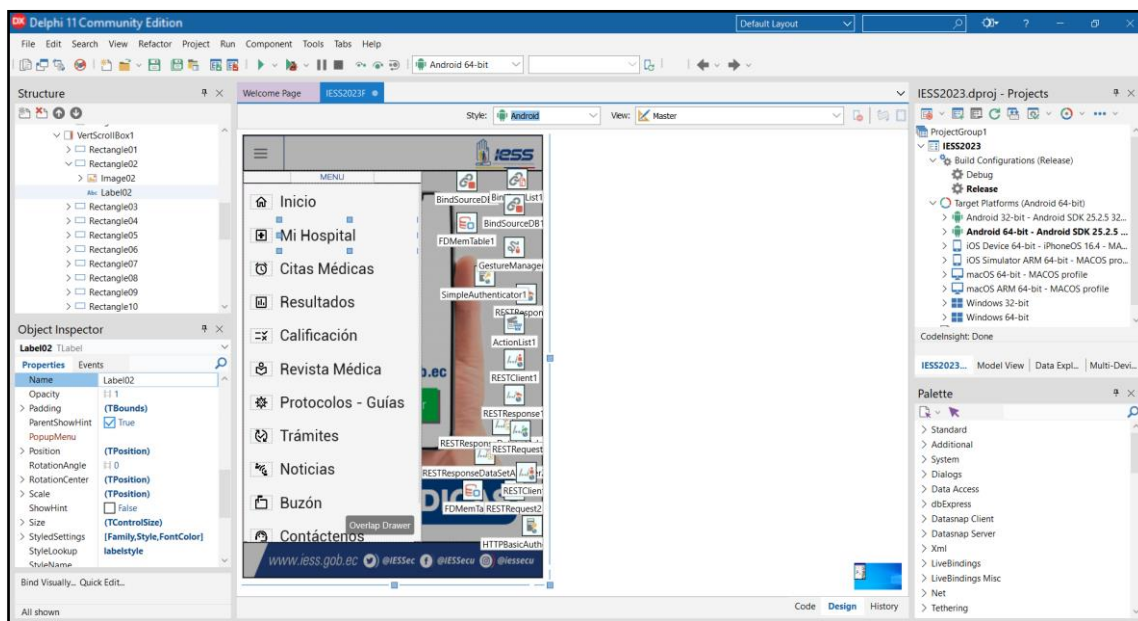 Delphi 11 Community Edition
Default Layout
File Edit Search View Refactor Project Run Component Tools Tabs Help
Android 64-bit
Structure
VertScrollBox1
Rectangle01
Rectangle02
Image02
Abc Label02
Rectangle03
Rectangle04
Rectangle05
Rectangle06
Rectangle07
Rectangle08
Rectangle09
Rectangle10
Object Inspector
Label02 TLabel
Properties Events
Name Label02
Opacity 1
Padding (TBounds)
ParentShowHint True
PopupMenu
Position (TPosition)
RotationAngle 0
RotationCenter (TPosition)
Scale (TPosition)
ShowHint False
Size (TControlSize)
StyledSettings [Family,Style,FontColor]
StyleLookup labelstyle
StyleName
Bind Visually... Quick Edit...
All shown
Welcome Page IESS2023F
Style: Android View: Master
iess
MENU
Inicio
Mi Hospital
Citas Médicas
Resultados
Calificación
Revista Médica
Protocolos - Guías
Trámites
Noticias
Buzón
Contáctenos
Overlap Drawer
BindSourceDB1
FDMemTable1
GestureManager
SimpleAuthenticator1
ActionList1
o.ec
RESTClient1
RESTResponse1
RESTRespon
RESTRequest
RESTResponseDataSetA
RESTClien
FDMemTa RESTRequest2
DICAS
HTTPBasicAuth
www.iess.gob.ec @IESSec @IESSecu @iessecu
Code Design History
IESS2023.dproj - Projects
ProjectGroup1
IESS2023
Build Configurations (Release)
Debug
Release
Target Platforms (Android 64-bit)
Android 32-bit - Android SDK 25.2.5 32...
Android 64-bit - Android SDK 25.2.5 ...
iOS Device 64-bit - iPhoneOS 16.4 - MA...
iOS Simulator ARM 64-bit - MACOS pro...
macOS 64-bit - MACOS profile
macOS ARM 64-bit - MACOS profile
Windows 32-bit
Windows 64-bit
CodeInsight: Done
IESS2023... Model View Data Expl... Multi-Devi...
Palette
Standard
Additional
System
Dialogs
Data Access
dbExpress
Datasnap Client
Datasnap Server
Xml
LiveBindings
LiveBindings Misc
Net
Tethering